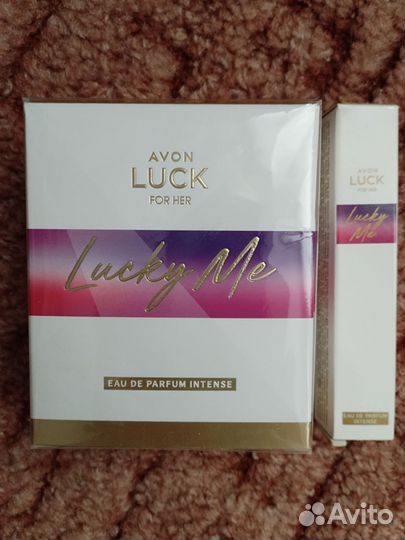 AVON
LUCK
FOR HER
Lucky Me
EAU DE PARFUM INTENSE
AVON
LUCK
FOR HER
Lucky
Me
EAU DE PARFUM
INTENSE
Avito